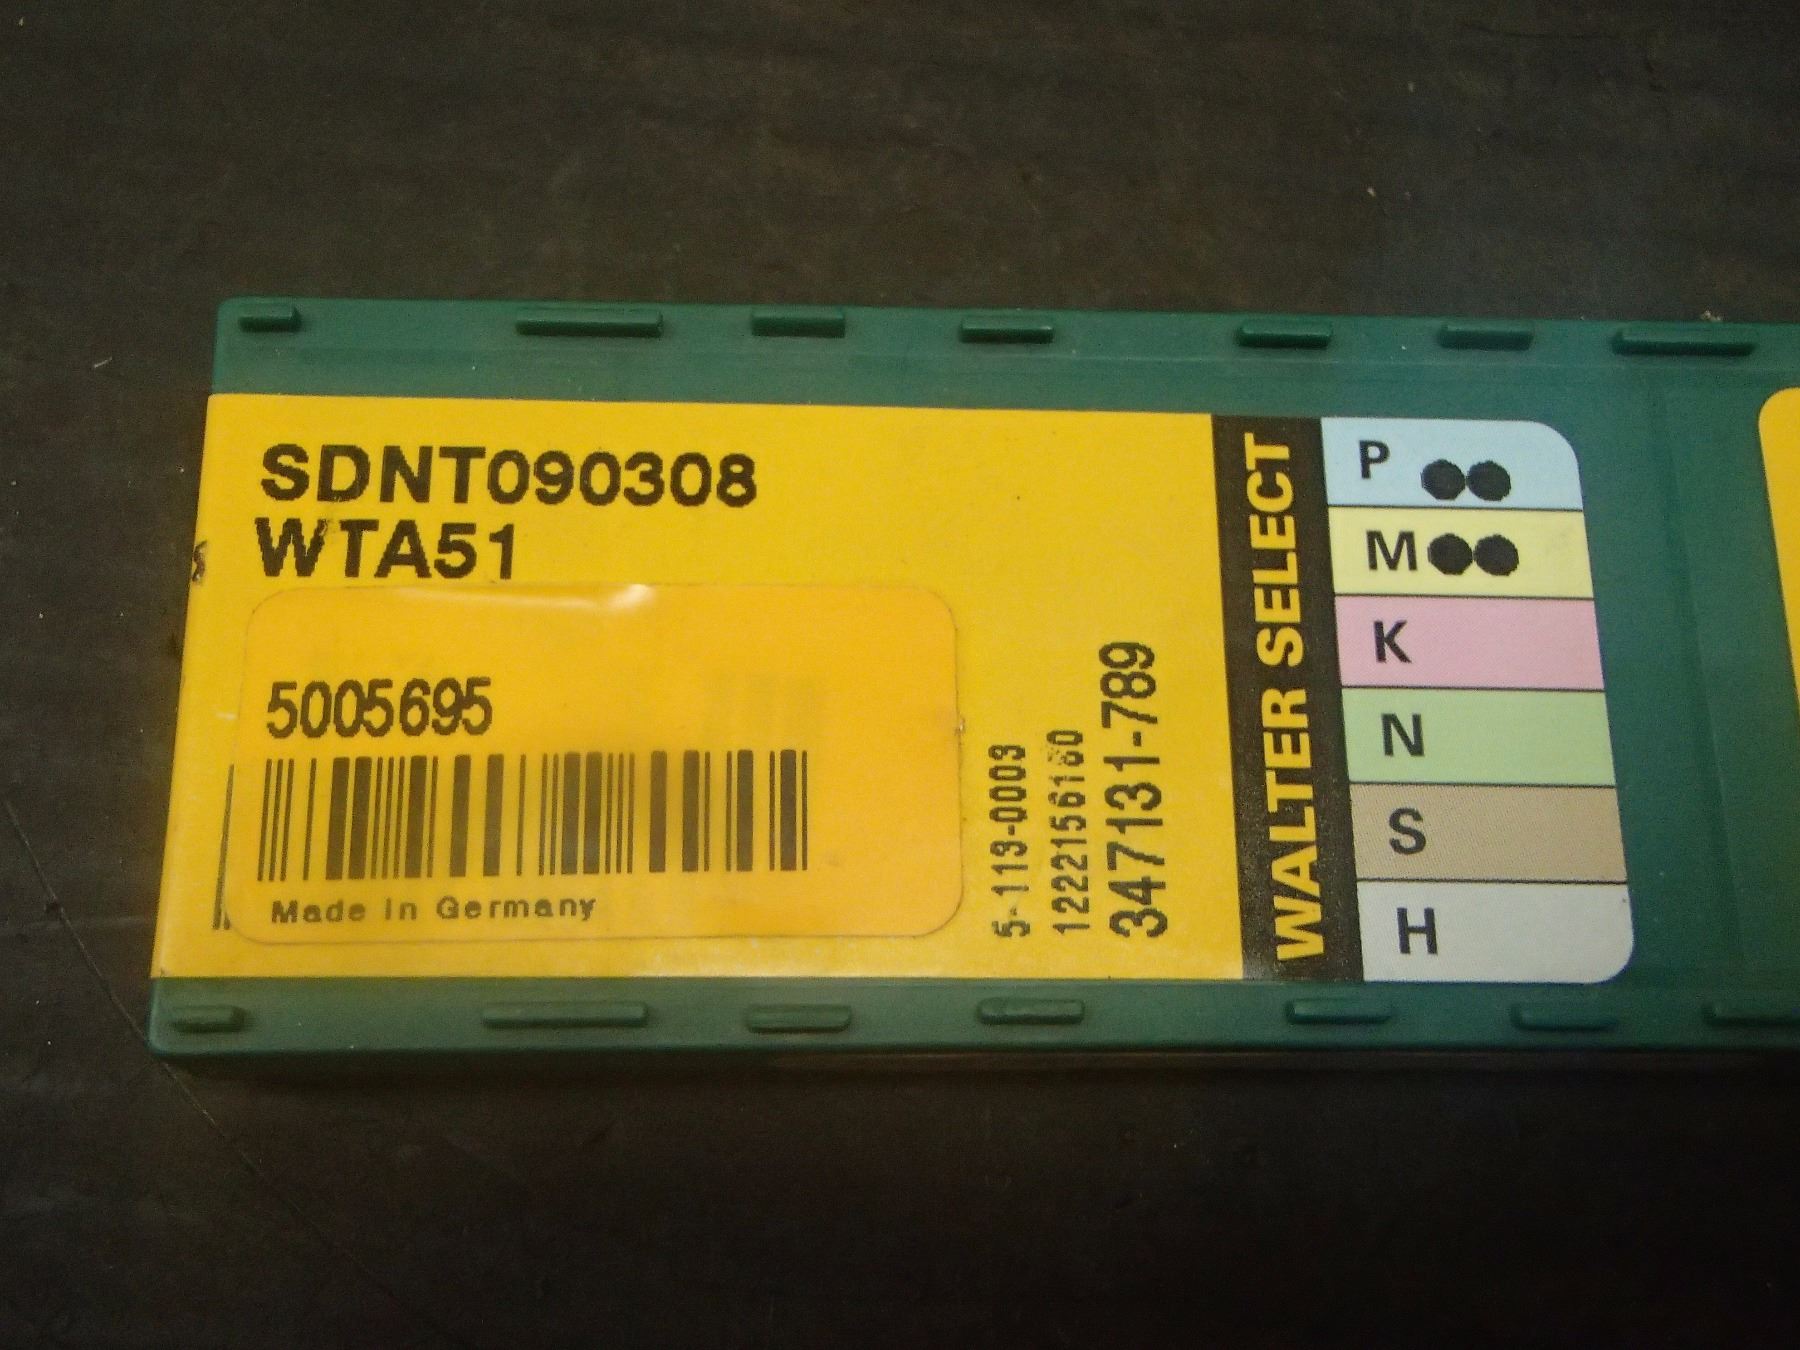 SDNT090308
WTA51
5005695
Made in Germany
5-113-0003
347131-789
WALTER SELECT
P
M
K
N
S
H